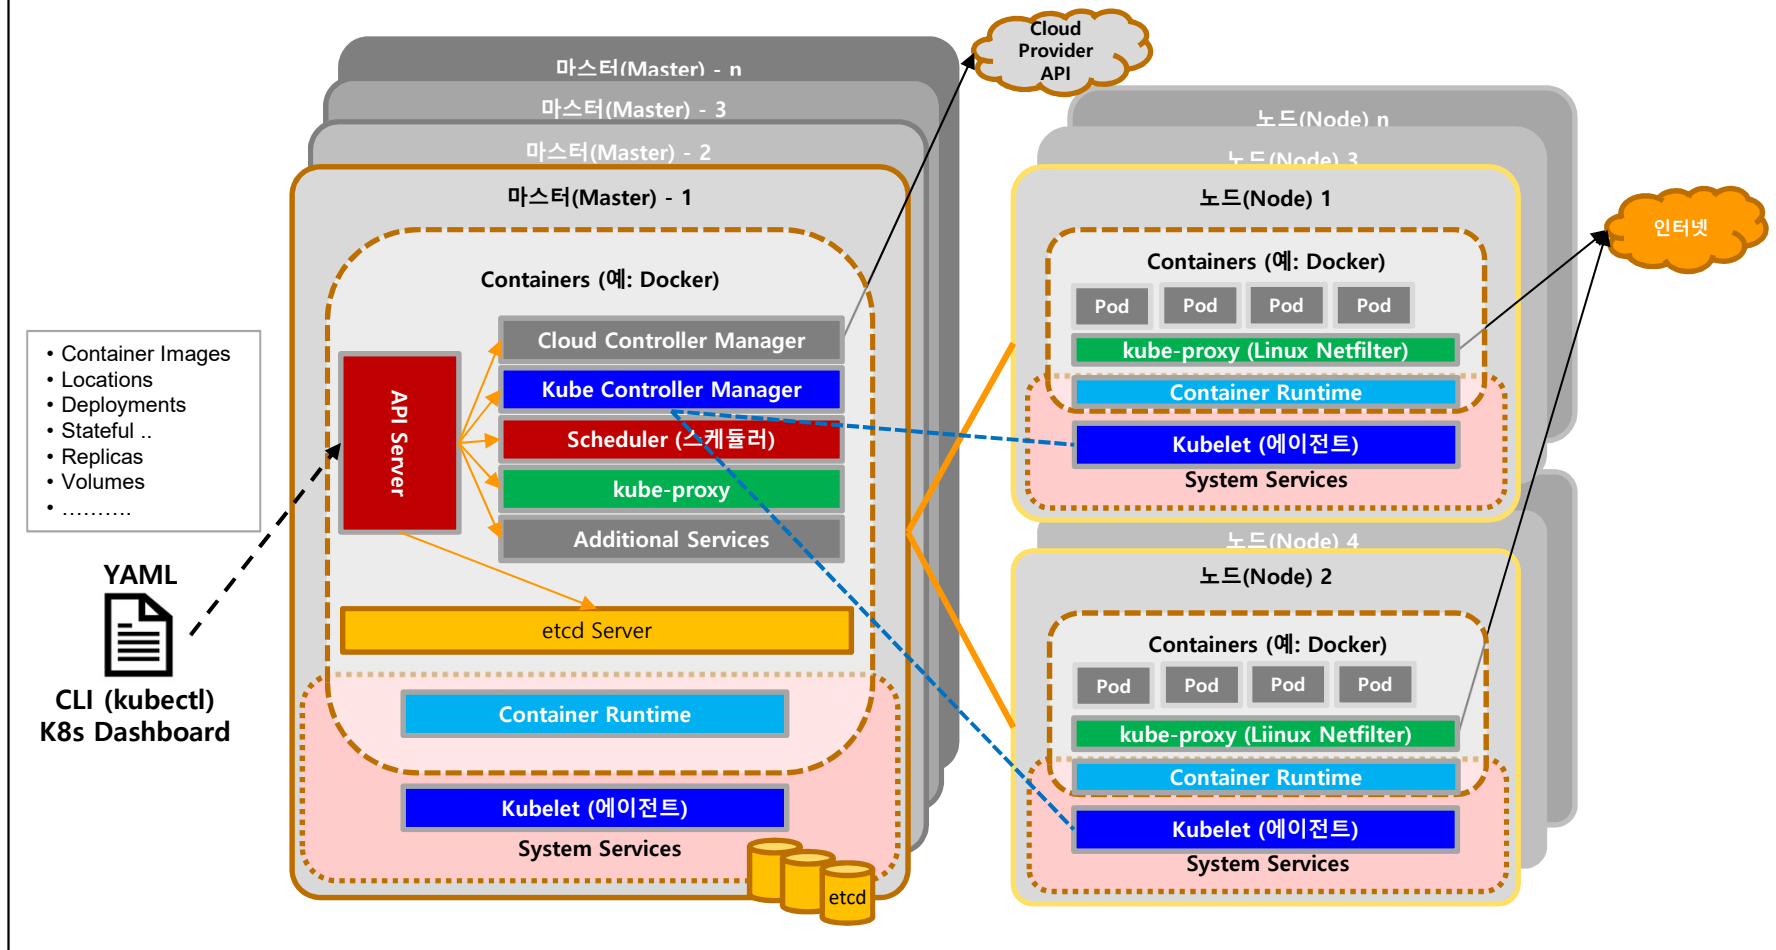 Cloud
Provider
API
마스터(Master) - n
마스터(Master) - 3
마스터(Master) - 2
마스터(Master) - 1
Containers (예: Docker)
Cloud Controller Manager
Kube Controller Manager
Scheduler (스케듈러)
kube-proxy
Additional Services
API Server
etcd Server
Container Runtime
Kubelet (에이전트)
System Services
etcd
• Container Images
• Locations
• Deployments
• Stateful ..
• Replicas
• Volumes
• ……….
YAML
CLI (kubectl)
K8s Dashboard
노드(Node) n
노드(Node) 3
노드(Node) 1
Containers (예: Docker)
Pod Pod Pod Pod
kube-proxy (Linux Netfilter)
Container Runtime
Kubelet (에이전트)
System Services
노드(Node) 4
노드(Node) 2
Containers (예: Docker)
Pod Pod Pod Pod
kube-proxy (Liinux Netfilter)
Container Runtime
Kubelet (에이전트)
System Services
인터넷